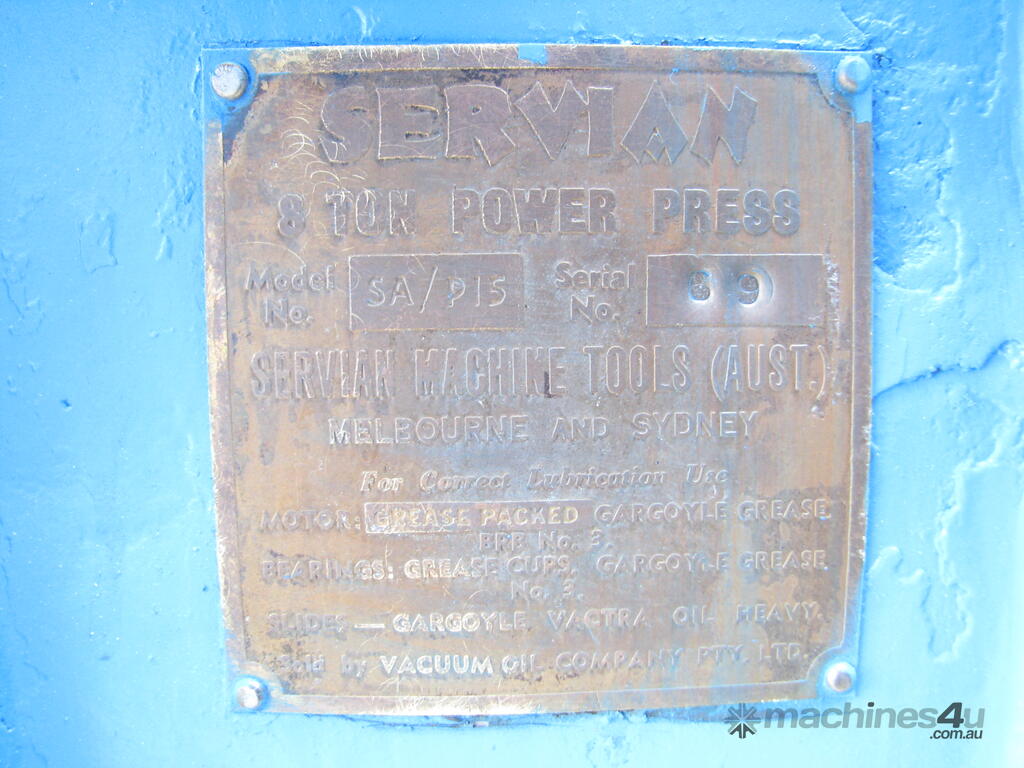 SERVIAN
8 TON POWER PRESS
Model No. SA/P15 Serial No. 89
SERVIAN MACHINE TOOLS (AUST.)
MELBOURNE AND SYDNEY
For Correct Lubrication Use
MOTOR: GREASE PACKED GARGOYLE GREASE
BRB No. 3.
BEARINGS: GREASE CUPS, GARGOYLE GREASE
No. 3.
SLIDES — GARGOYLE VACTRA OIL HEAVY.
Sold by VACUUM OIL COMPANY PTY. LTD.
machines4u
.com.au